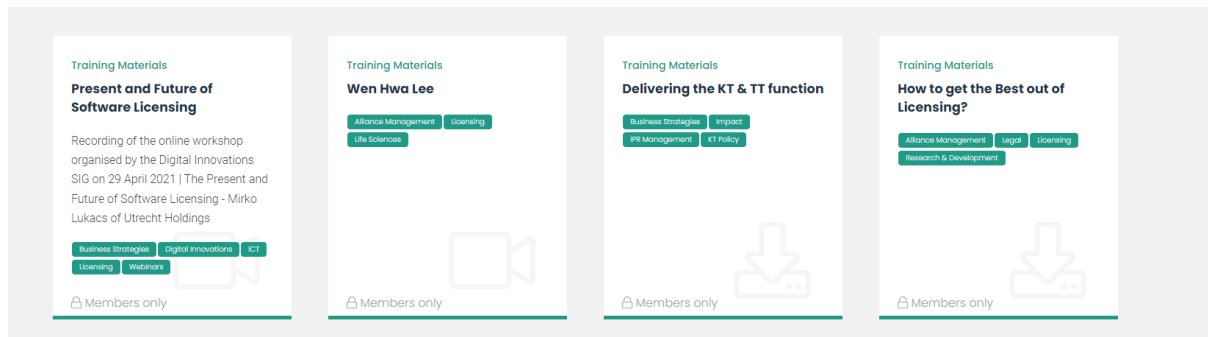 Training Materials
Present and Future of
Software Licensing
Recording of the online workshop
organised by the Digital Innovations
SIG on 29 April 2021 | The Present and
Future of Software Licensing - Mirko
Lukacs of Utrecht Holdings
Business Strategies Digital Innovations ICT
Licensing Webinars
Members only
Training Materials
Wen Hwa Lee
Alliance Management Licensing
Life Sciences
Members only
Training Materials
Delivering the KT & TT function
Business Strategies Impact
IPR Management KT Policy
Members only
Training Materials
How to get the Best out of
Licensing?
Alliance Management Legal Licensing
Research & Development
Members only